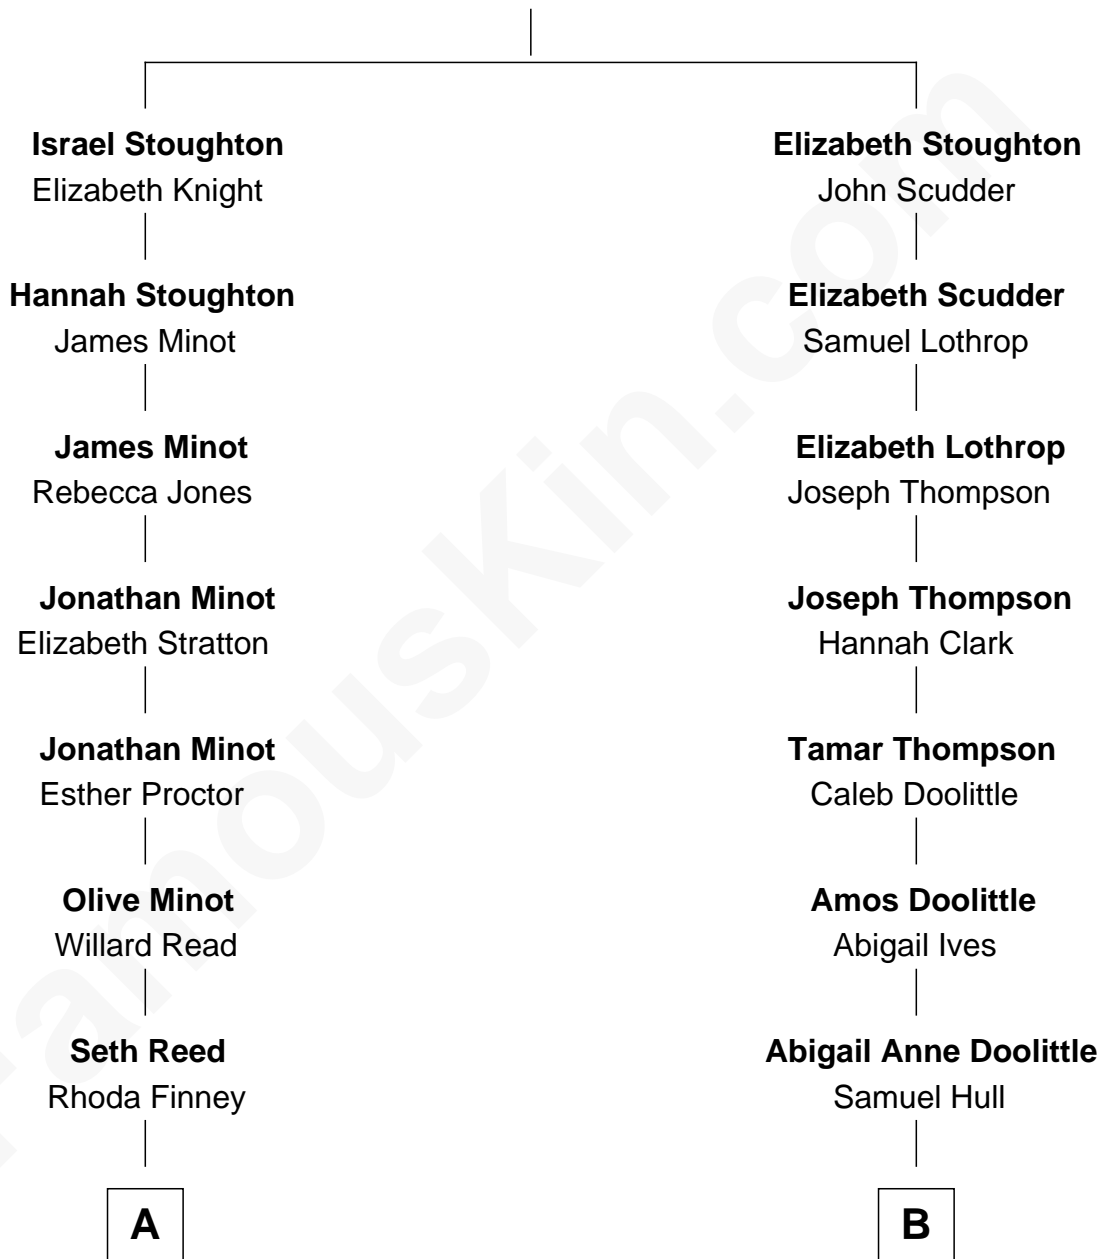 Israel Stoughton
Elizabeth Knight
Hannah Stoughton
James Minot
James Minot
Rebecca Jones
Jonathan Minot
Elizabeth Stratton
Jonathan Minot
Esther Proctor
Olive Minot
Willard Read
Seth Reed
Rhoda Finney
A
Elizabeth Stoughton
John Scudder
Elizabeth Scudder
Samuel Lothrop
Elizabeth Lothrop
Joseph Thompson
Joseph Thompson
Hannah Clark
Tamar Thompson
Caleb Doolittle
Amos Doolittle
Abigail Ives
Abigail Anne Doolittle
Samuel Hull
B
FamousKin.com